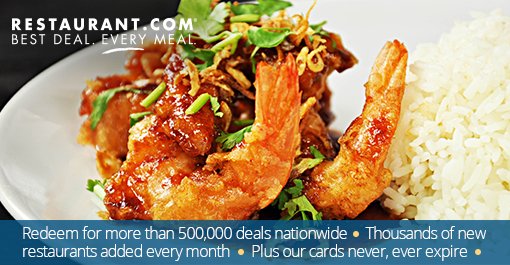 RESTAURANT.COM®
BEST DEAL. EVERY MEAL.
Redeem for more than 500,000 deals nationwide • Thousands of new
restaurants added every month • Plus our cards never, ever expire •